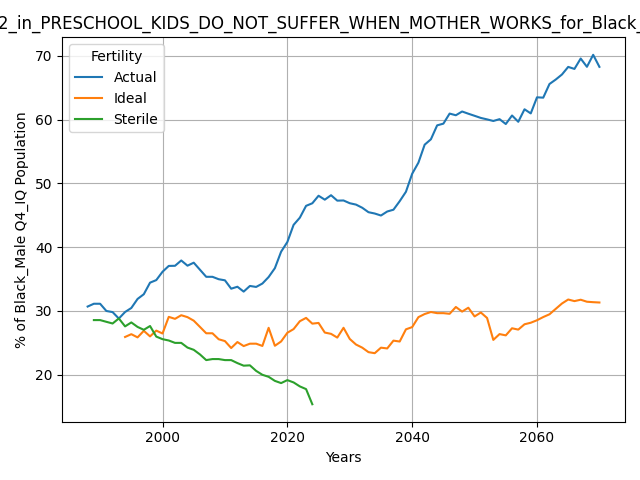 2_in_PRESCHOOL_KIDS_DO_NOT_SUFFER_WHEN_MOTHER_WORKS_for_Black_
Fertility
Actual
Ideal
Sterile
% of Black_Male Q4_IQ Population
70
60
50
40
30
20
2000 2020 2040 2060
Years